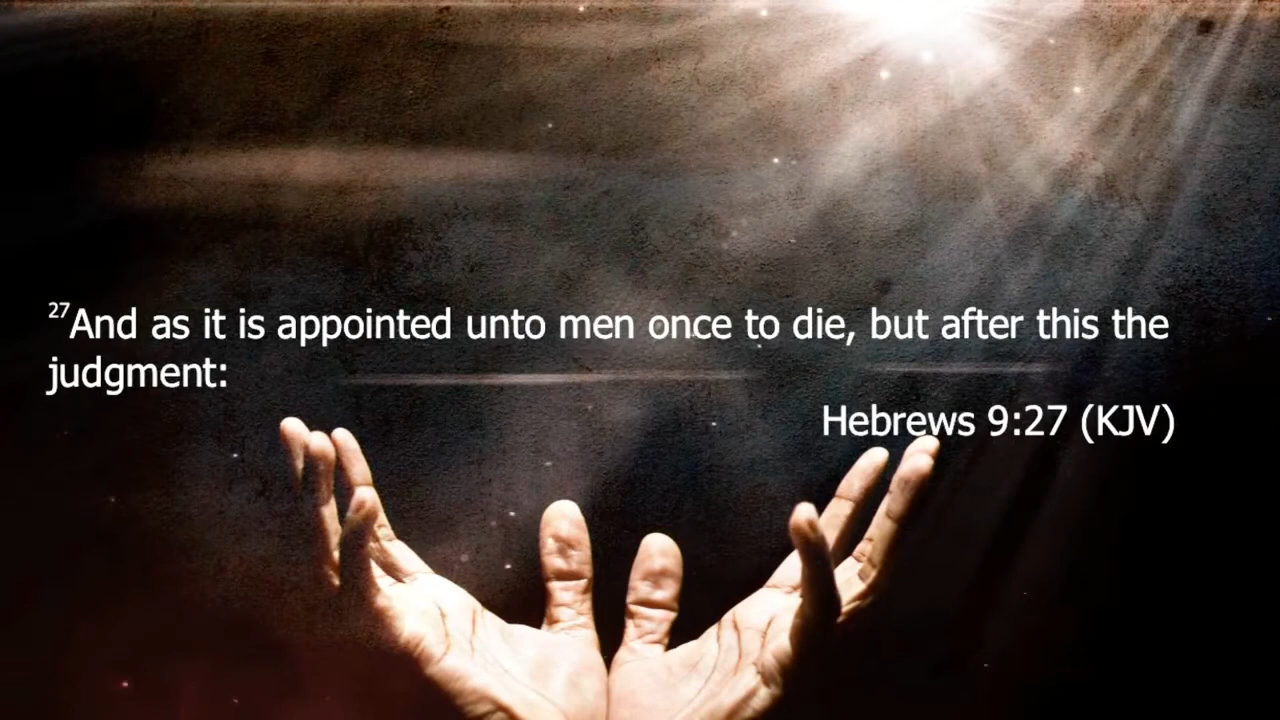 27And as it is appointed unto men once to die, but after this the
judgment:
Hebrews 9:27 (KJV)